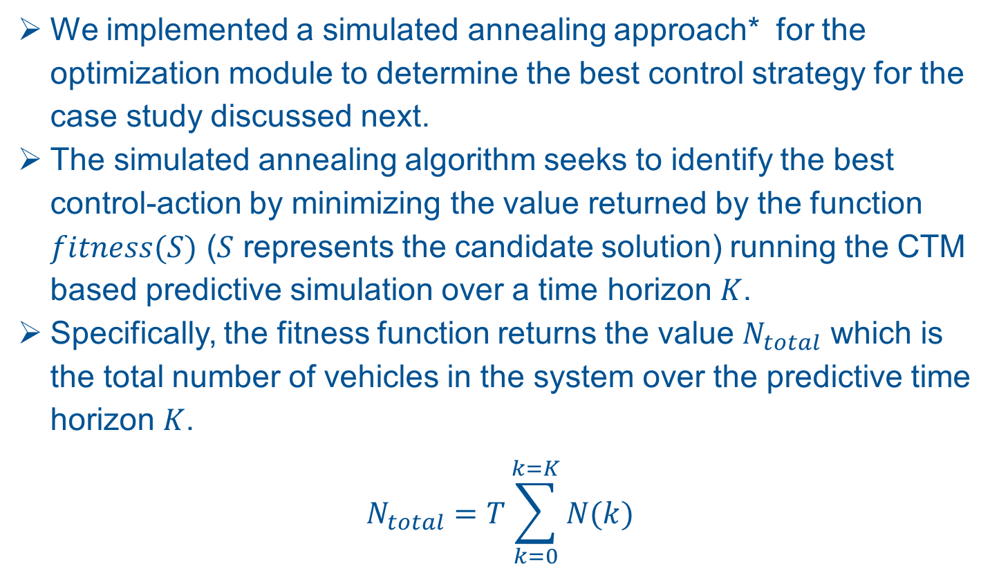 ➢ We implemented a simulated annealing approach* for the
optimization module to determine the best control strategy for the
case study discussed next.
➢ The simulated annealing algorithm seeks to identify the best
control-action by minimizing the value returned by the function
𝑓𝑖𝑡𝑛𝑒𝑠𝑠(𝑆) (𝑆 represents the candidate solution) running the CTM
based predictive simulation over a time horizon 𝐾.
➢ Specifically, the fitness function returns the value 𝑁_{total} which is
the total number of vehicles in the system over the predictive time
horizon 𝐾.
N_{total} = T \sum_{k=0}^{k=K} N(k)